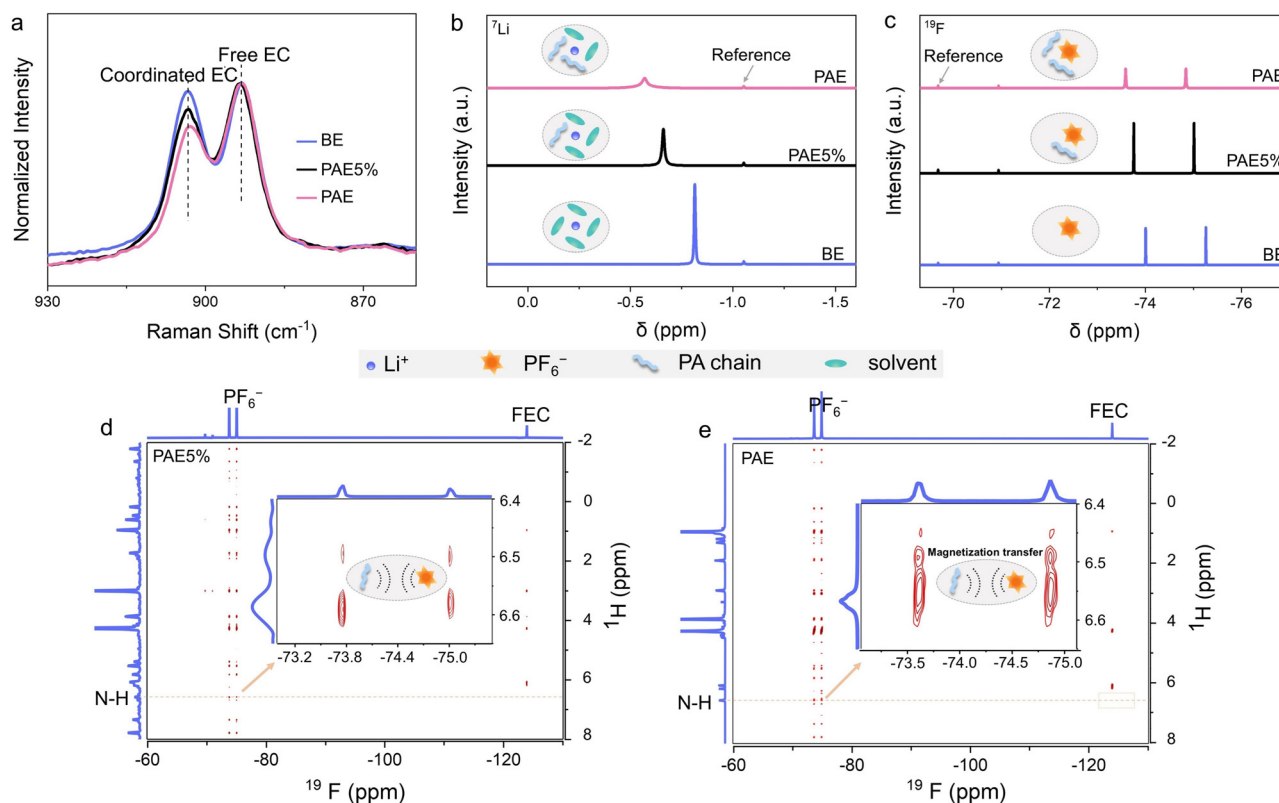 a
Coordinated EC
Free EC
BE
PAE5%
PAE
Normalized Intensity
930
900
870
Raman Shift (cm⁻¹)
b
⁷Li
Reference
PAE
PAE5%
BE
Intensity (a.u.)
0.0
-0.5
-1.0
-1.5
δ (ppm)
c
¹⁹F
Reference
PAE
PAE5%
BE
Intensity (a.u.)
-70
-72
-74
-76
δ (ppm)
Li⁺
PF₆⁻
PA chain
solvent
d
PF₆⁻
FEC
PAE5%
-2
0
2
4
6
8
¹H (ppm)
6.4
6.5
6.6
-73.2
-73.8
-74.4
-75.0
N-H
-60
-80
-100
-120
¹⁹ F (ppm)
e
PF₆⁻
FEC
PAE
-2
0
2
4
6
8
¹H (ppm)
6.4
6.5
6.6
Magnetization transfer
-73.5
-74.0
-74.5
-75.0
N-H
-60
-80
-100
-120
¹⁹ F (ppm)